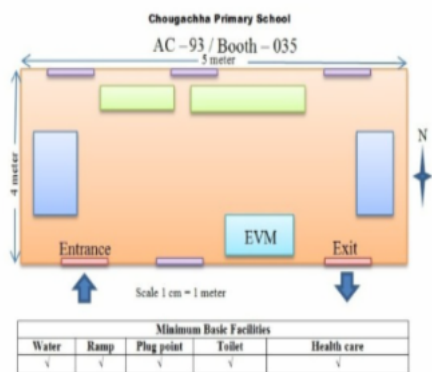 Chougachha Primary School
AC – 93 / Booth – 035
5 meter
4 meter
N
EVM
Entrance
Exit
Scale 1 cm = 1 meter
Minimum Basic Facilities
Water Ramp Plug point Toilet Health care
√ √ √ √ √